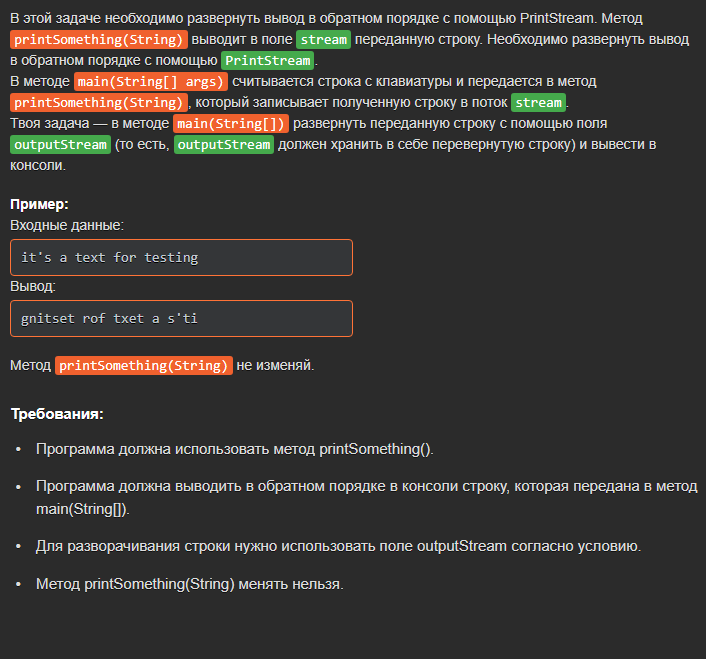 В этой задаче необходимо развернуть вывод в обратном порядке с помощью PrintStream. Метод
printSomething(String) выводит в поле stream переданную строку. Необходимо развернуть вывод
в обратном порядке с помощью PrintStream.
В методе main(String[] args) считывается строка с клавиатуры и передается в метод
printSomething(String), который записывает полученную строку в поток stream.
Твоя задача — в методе main(String[]) развернуть переданную строку с помощью поля
outputStream (то есть, outputStream должен хранить в себе перевернутую строку) и вывести в
консоли.
Пример:
Входные данные:
it's a text for testing
Вывод:
gnitset rof txet a s'ti
Метод printSomething(String) не изменяй.
Требования:
• Программа должна использовать метод printSomething().
• Программа должна выводить в обратном порядке в консоли строку, которая передана в метод
main(String[]).
• Для разворачивания строки нужно использовать поле outputStream согласно условию.
• Метод printSomething(String) менять нельзя.